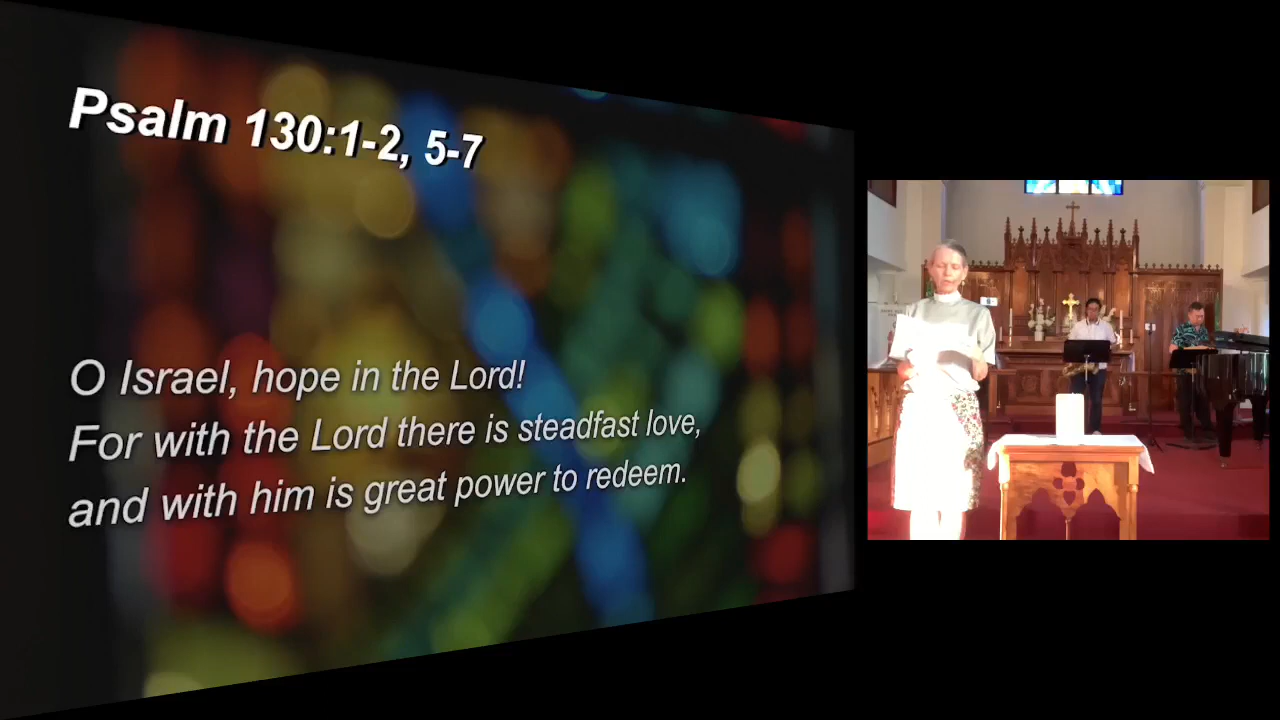 Psalm 130:1-2, 5-7
O Israel, hope in the Lord!
For with the Lord there is steadfast love,
and with him is great power to redeem.